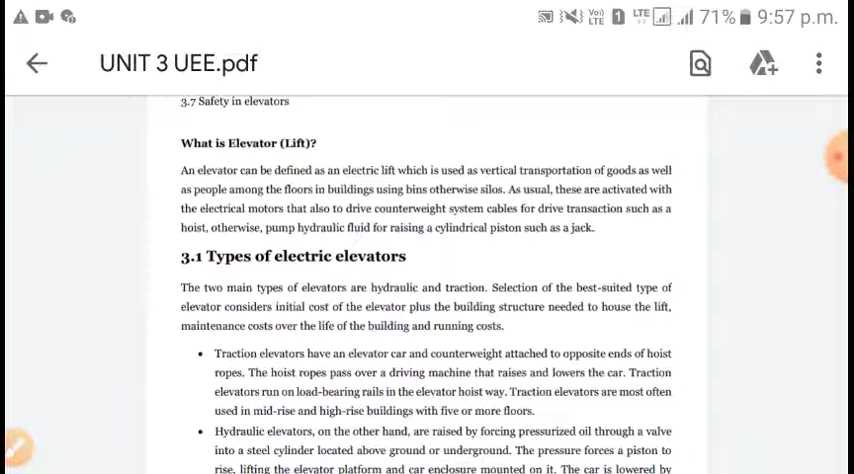 Vo)) LTE 1 LTE 71% 9:57 p.m.
UNIT 3 UEE.pdf
3.7 Safety in elevators
What is Elevator (Lift)?
An elevator can be defined as an electric lift which is used as vertical transportation of goods as well
as people among the floors in buildings using bins otherwise silos. As usual, these are activated with
the electrical motors that also to drive counterweight system cables for drive transaction such as a
hoist, otherwise, pump hydraulic fluid for raising a cylindrical piston such as a jack.
3.1 Types of electric elevators
The two main types of elevators are hydraulic and traction. Selection of the best-suited type of
elevator considers initial cost of the elevator plus the building structure needed to house the lift,
maintenance costs over the life of the building and running costs.
• Traction elevators have an elevator car and counterweight attached to opposite ends of hoist
ropes. The hoist ropes pass over a driving machine that raises and lowers the car. Traction
elevators run on load-bearing rails in the elevator hoist way. Traction elevators are most often
used in mid-rise and high-rise buildings with five or more floors.
• Hydraulic elevators, on the other hand, are raised by forcing pressurized oil through a valve
into a steel cylinder located above ground or underground. The pressure forces a piston to
rise, lifting the elevator platform and car enclosure mounted on it. The car is lowered by